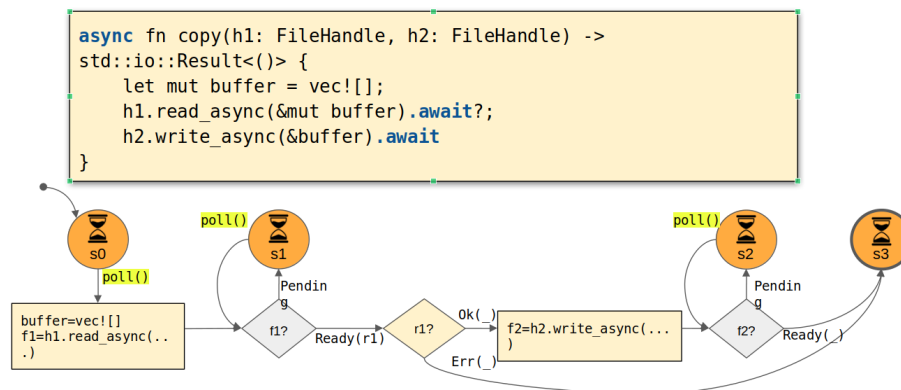 async fn copy(h1: FileHandle, h2: FileHandle) ->
std::io::Result<()> {
    let mut buffer = vec![];
    h1.read_async(&mut buffer).await?;
    h2.write_async(&buffer).await
}
s0
poll()
buffer=vec![]
f1=h1.read_async(..
.)
poll()
s1
Pendin
g
f1?
Ready(r1)
r1?
Ok(_)
Err(_)
f2=h2.write_async(...
)
poll()
s2
Pendin
g
f2?
Ready(_)
s3